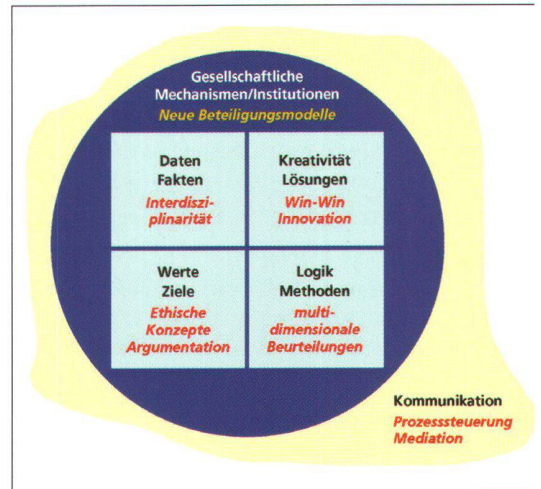 Gesellschaftliche
Mechanismen/Institutionen
Neue Beteiligungsmodelle
Daten
Fakten
Interdiszi-
plinarität
Kreativität
Lösungen
Win-Win
Innovation
Werte
Ziele
Ethische
Konzepte
Argumentation
Logik
Methoden
multi-
dimensionale
Beurteilungen
Kommunikation
Prozesssteuerung
Mediation